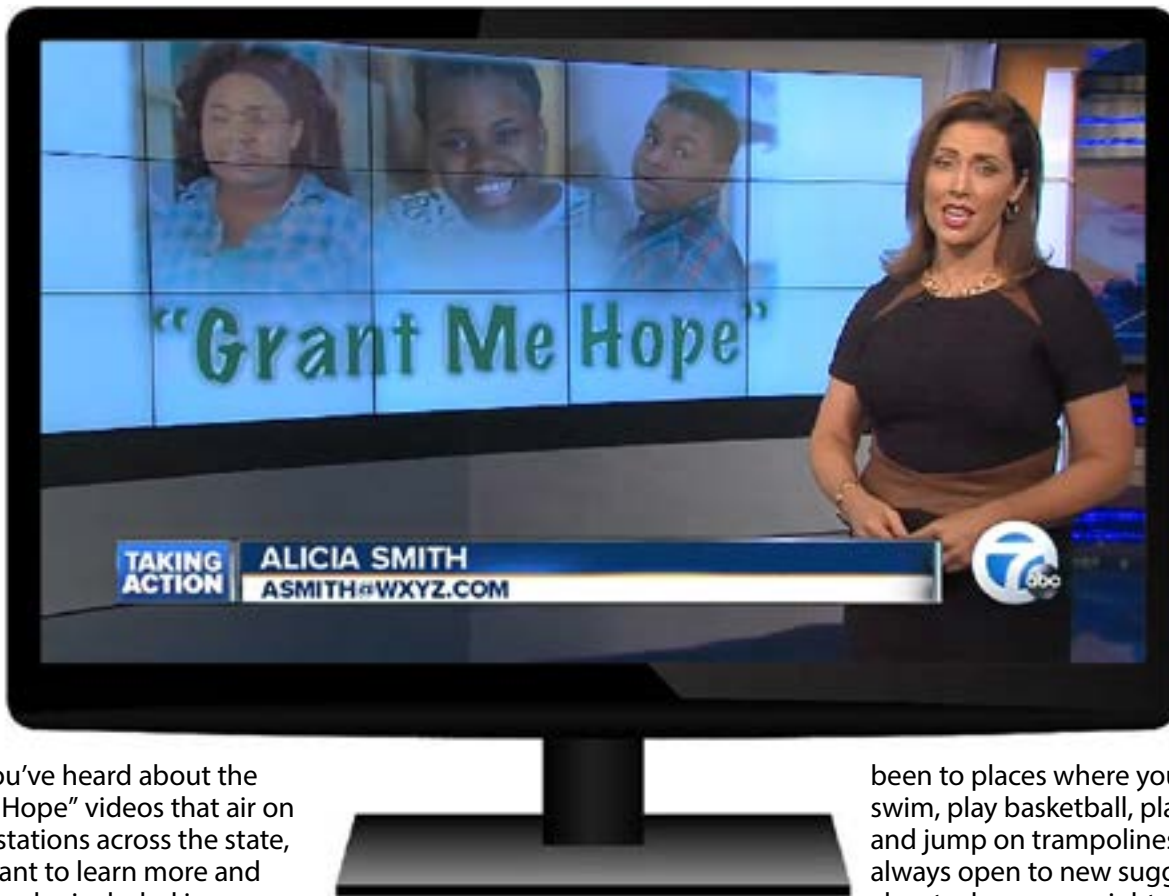 “Grant Me Hope”
TAKING
ACTION
ALICIA SMITH
ASMITH@WXYZ.COM
7
abc
you’ve heard about the
Hope” videos that air on
stations across the state,
ant to learn more and
been to places where you
swim, play basketball, pla
and jump on trampolines
always open to new sugg